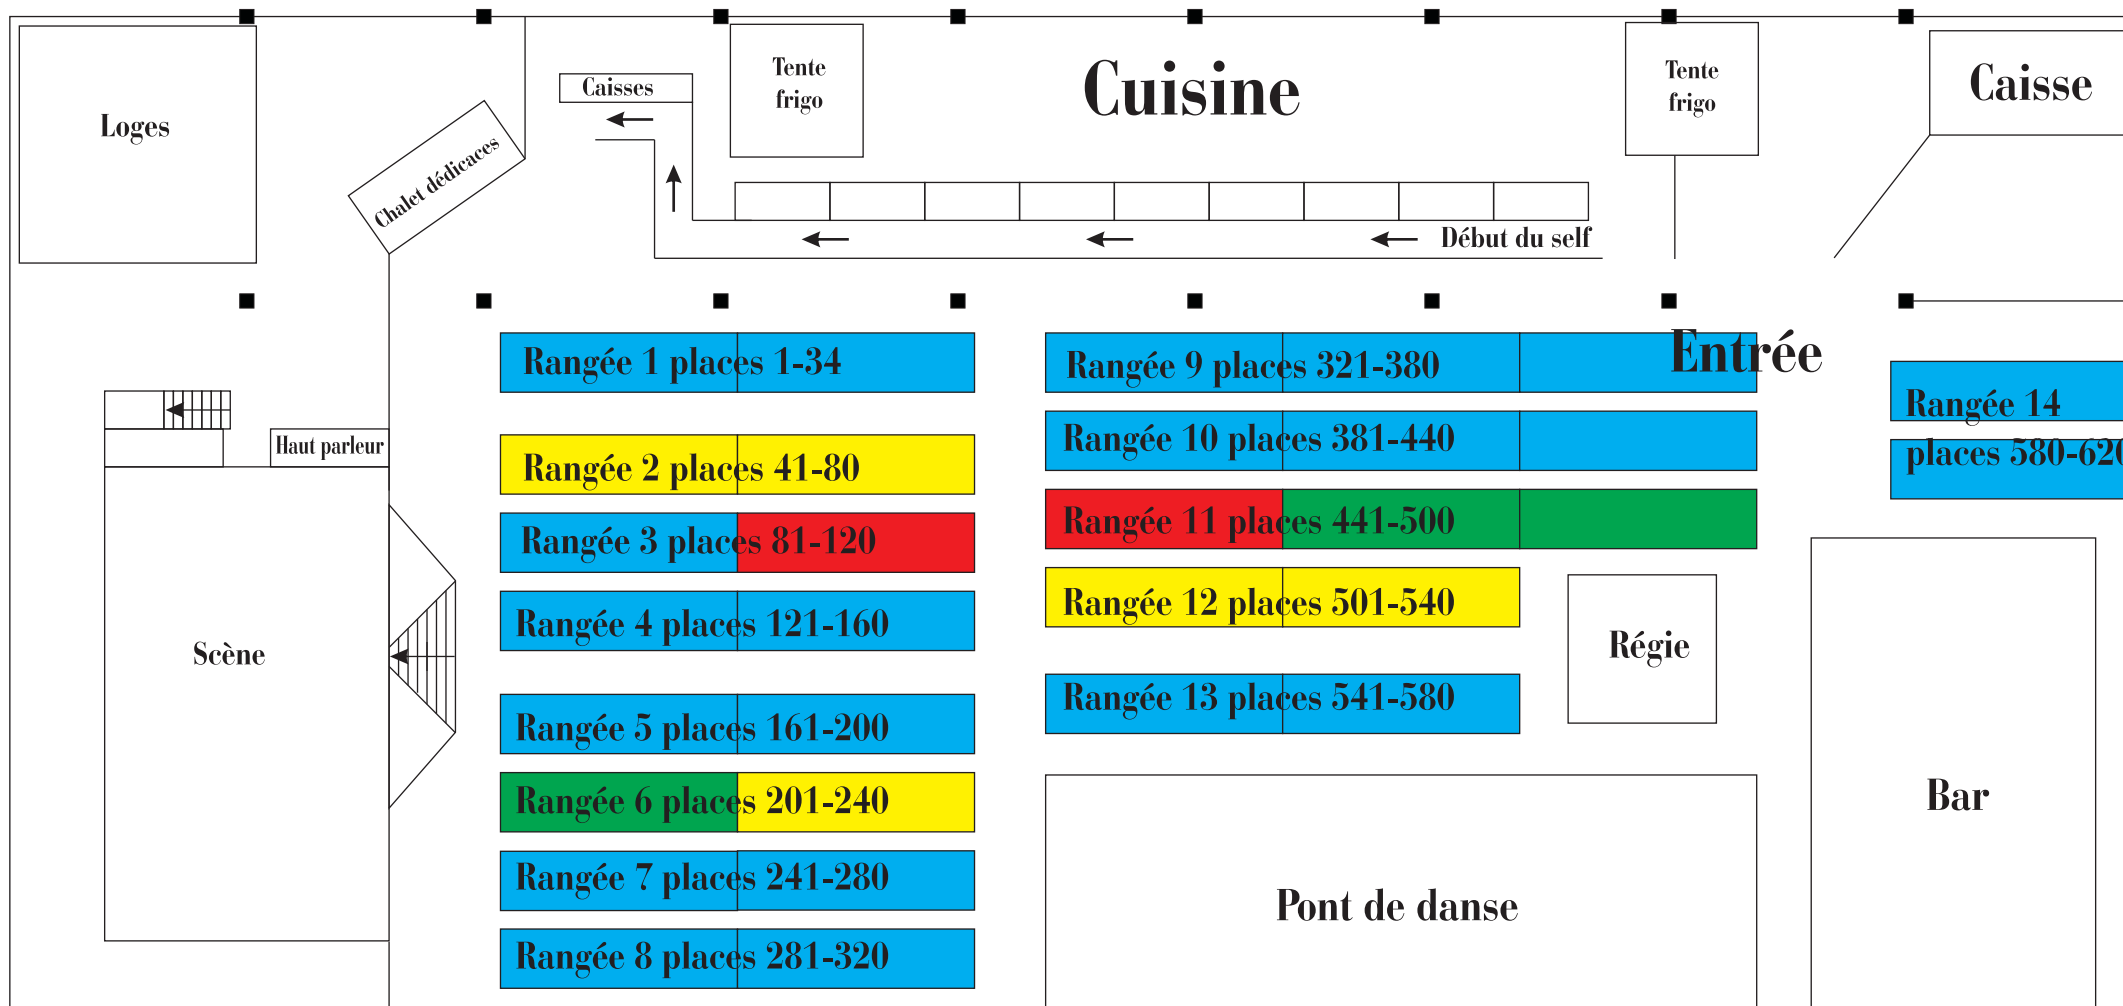 Loges
Chalet dédicaces
Caisses
Tente
frigo
Cuisine
Tente
frigo
Caisse
Début du self
Entrée
Haut parleur
Scène
Rangée 1 places 1-34
Rangée 2 places 41-80
Rangée 3 places 81-120
Rangée 4 places 121-160
Rangée 5 places 161-200
Rangée 6 places 201-240
Rangée 7 places 241-280
Rangée 8 places 281-320
Rangée 9 places 321-380
Rangée 10 places 381-440
Rangée 11 places 441-500
Rangée 12 places 501-540
Rangée 13 places 541-580
Rangée 14
places 580-620
Régie
Pont de danse
Bar